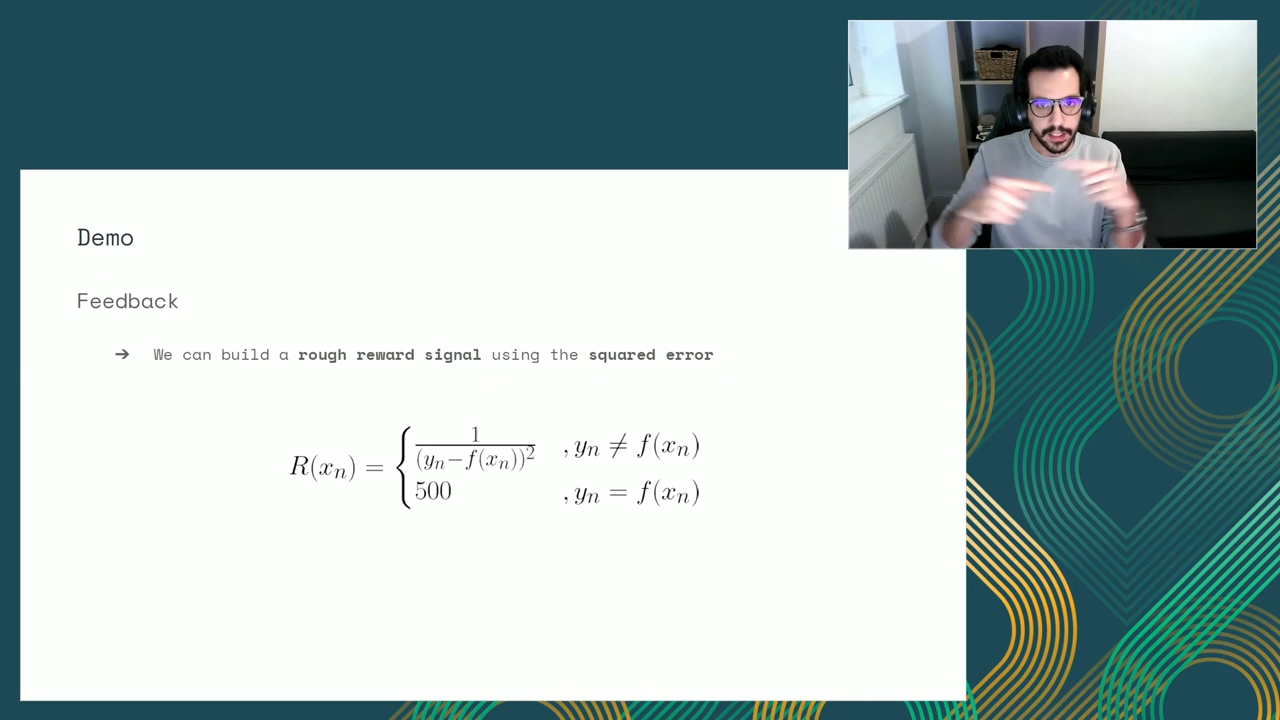 Demo
Feedback
➔ We can build a rough reward signal using the squared error
R(xₙ) = { 1/(yₙ−f(xₙ))² , yₙ ≠ f(xₙ)
500 , yₙ = f(xₙ)